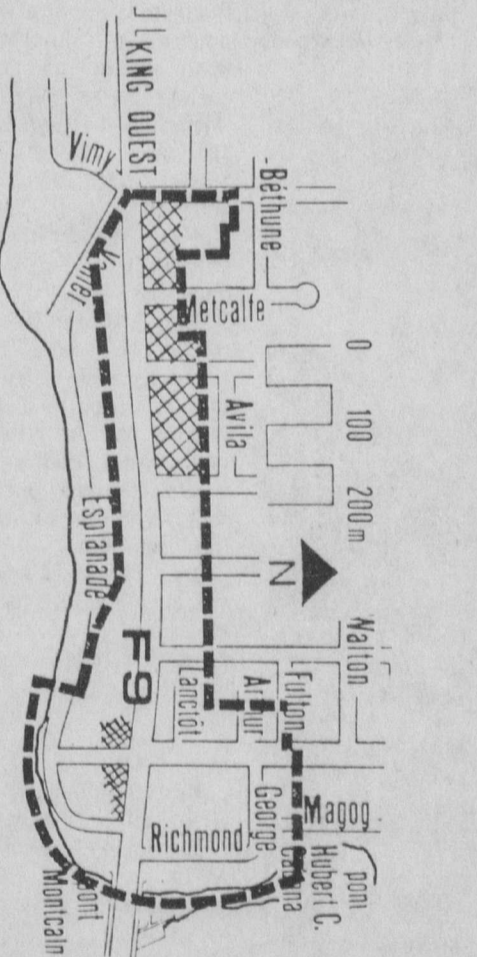 KING OUEST
Vimy
Béthune
Metcalfe
0
100
200 m
Avila
N
Esplanade
F9
Walton
Fulton
Arthur
Lanctôt
Magog
George
Richmond
Hubert C.
pont
Montcalm